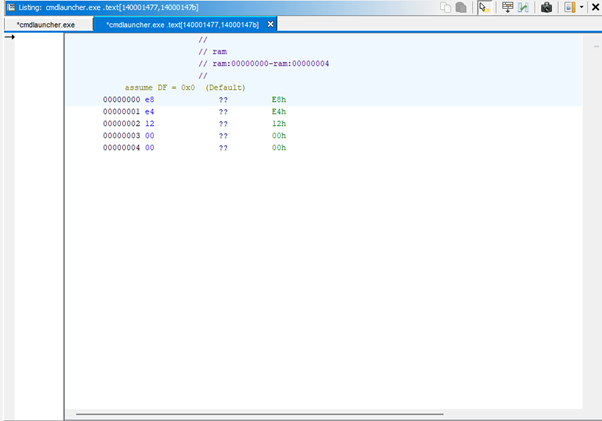 Listing: cmdlauncher.exe .text[140001477,14000147b]
*cmdlauncher.exe
*cmdlauncher.exe .text[140001477,14000147b]
//
// ram
// ram:00000000-ram:00000004
//
assume DF = 0x0 (Default)
00000000 e8 ?? E8h
00000001 e4 ?? E4h
00000002 12 ?? 12h
00000003 00 ?? 00h
00000004 00 ?? 00h